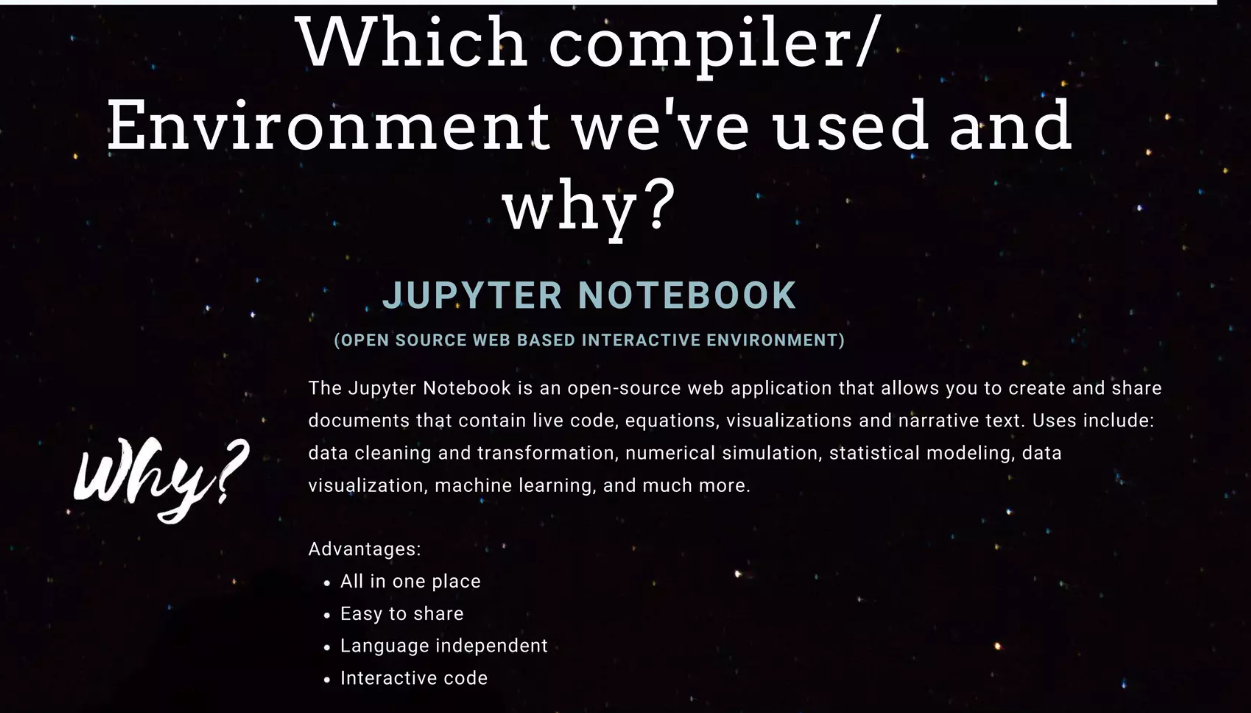 Which compiler/
Environment we've used and
why?
JUPYTER NOTEBOOK
(OPEN SOURCE WEB BASED INTERACTIVE ENVIRONMENT)
Why?
The Jupyter Notebook is an open-source web application that allows you to create and share
documents that contain live code, equations, visualizations and narrative text. Uses include:
data cleaning and transformation, numerical simulation, statistical modeling, data
visualization, machine learning, and much more.
Advantages:
• All in one place
• Easy to share
• Language independent
• Interactive code